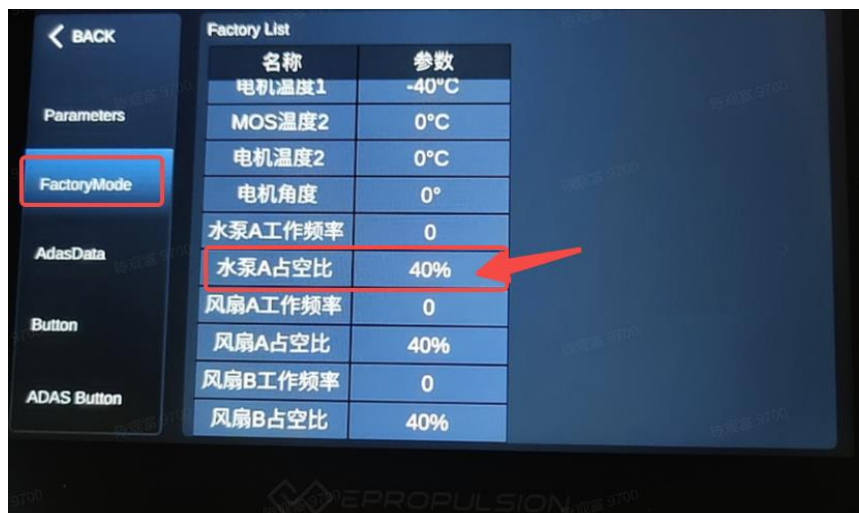 BACK
Factory List
名称 参数
电机温度1 -40°C
Parameters
MOS温度2 0°C
电机温度2 0°C
FactoryMode
电机角度 0°
水泵A工作频率 0
AdasData
水泵A占空比 40%
风扇A工作频率 0
Button
风扇A占空比 40%
风扇B工作频率 0
ADAS Button
风扇B占空比 40%
EPROPULSION